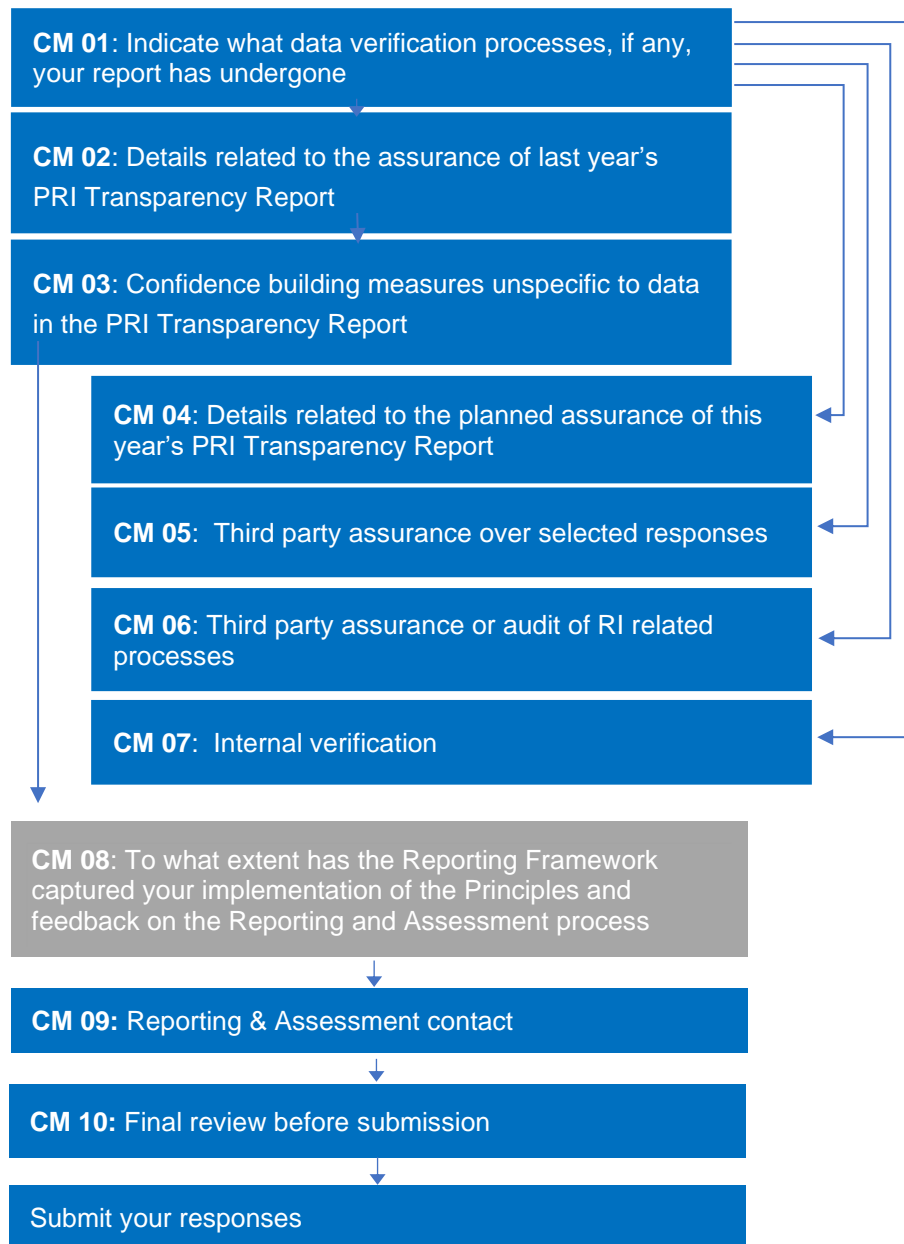 CM 01: Indicate what data verification processes, if any,
your report has undergone
CM 02: Details related to the assurance of last year's
PRI Transparency Report
CM 03: Confidence building measures unspecific to data
in the PRI Transparency Report
CM 04: Details related to the planned assurance of this
year's PRI Transparency Report
CM 05:  Third party assurance over selected responses
CM 06: Third party assurance or audit of RI related
processes
CM 07:  Internal verification
CM 08: To what extent has the Reporting Framework
captured your implementation of the Principles and
feedback on the Reporting and Assessment process
CM 09: Reporting & Assessment contact
CM 10: Final review before submission
Submit your responses